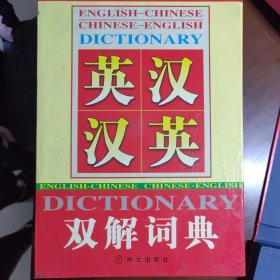 ENGLISH-CHINESE
CHINESE-ENGLISH
DICTIONARY
英汉
汉英
ENGLISH-CHINESE CHINESE-ENGLISH
DICTIONARY
双解词典
外文出版社